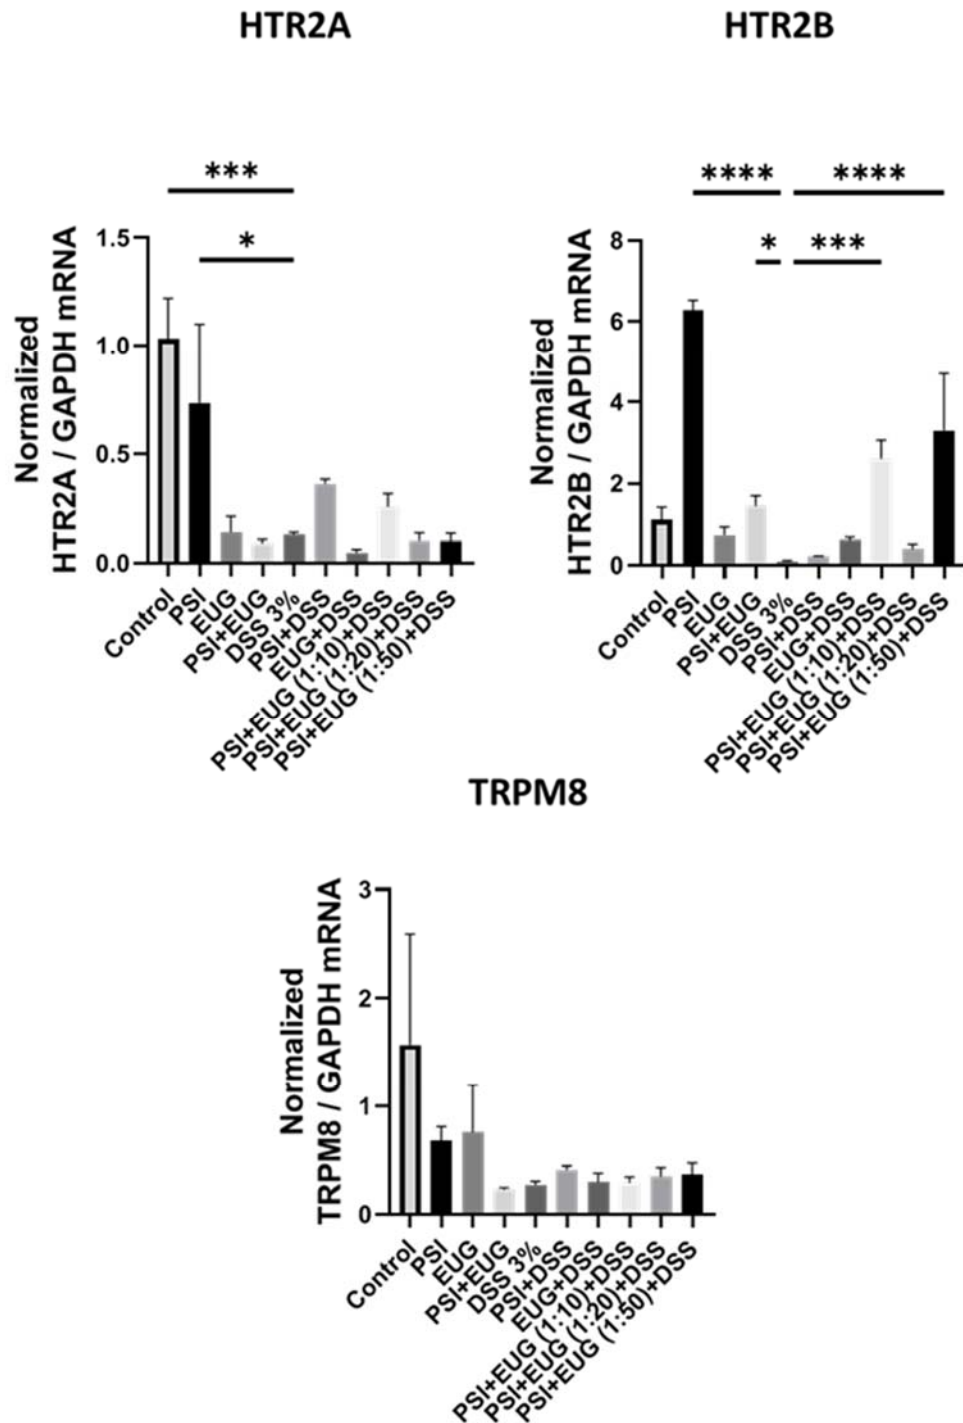 HTR2A
***
*
Normalized
HTR2A / GAPDH mRNA
1.5
1.0
0.5
0.0
Control
PSI
EUG
PSI+EUG
DSS 3%
PSI+DSS
EUG+DSS
PSI+EUG (1:10)+DSS
PSI+EUG (1:20)+DSS
PSI+EUG (1:50)+DSS
HTR2B
****
****
*
***
Normalized
HTR2B / GAPDH mRNA
8
6
4
2
0
Control
PSI
EUG
PSI+EUG
DSS 3%
PSI+DSS
EUG+DSS
PSI+EUG (1:10)+DSS
PSI+EUG (1:20)+DSS
PSI+EUG (1:50)+DSS
TRPM8
Normalized
TRPM8 / GAPDH mRNA
3
2
1
0
Control
PSI
EUG
PSI+EUG
DSS 3%
PSI+DSS
EUG+DSS
PSI+EUG (1:10)+DSS
PSI+EUG (1:20)+DSS
PSI+EUG (1:50)+DSS